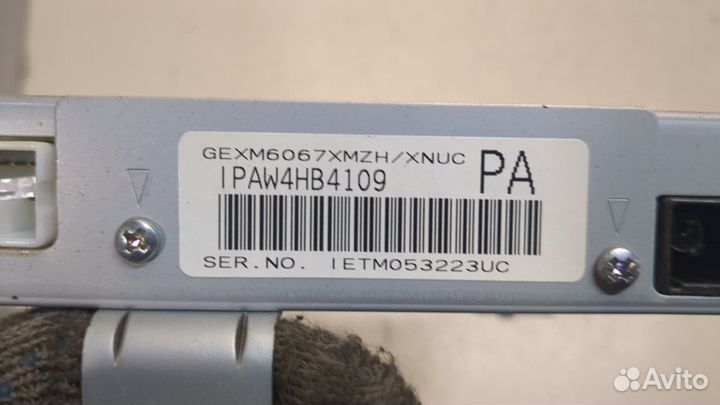 GEXM6067XMZH/XNUC
PA
IPAW4HB4109
SER.NO. IETM053223UC
Avito